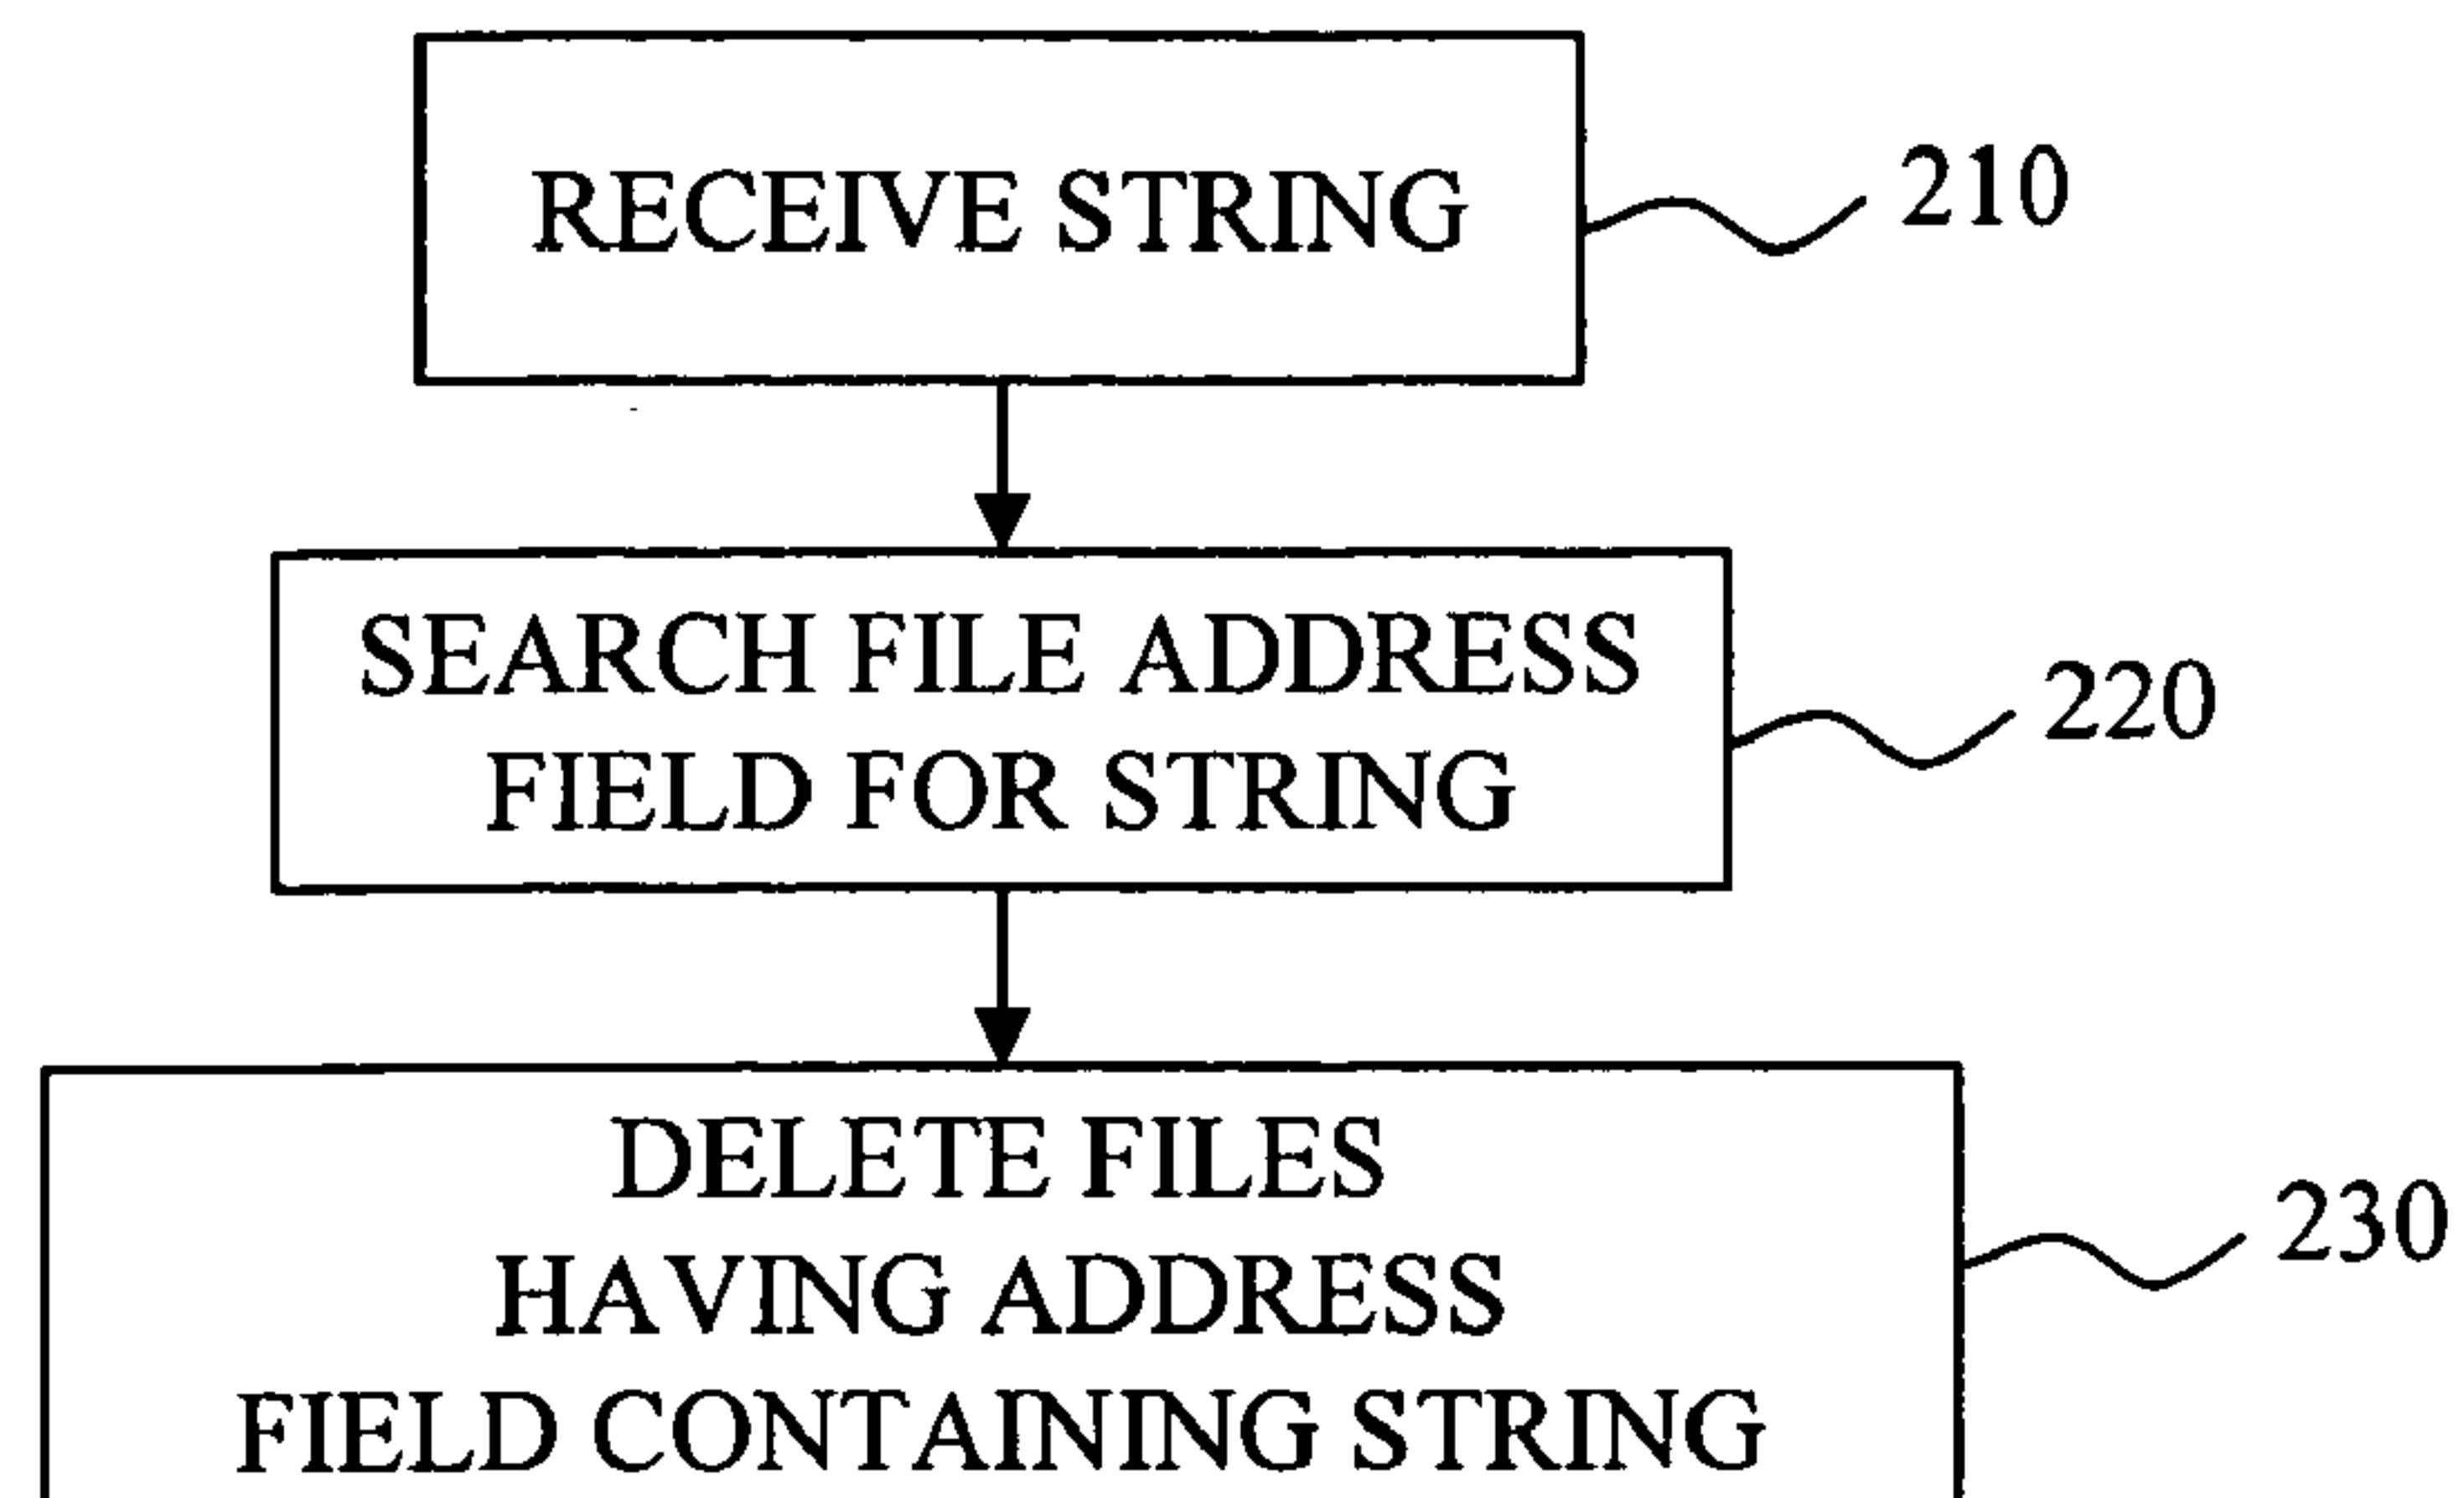 RECEIVE STRING
210
SEARCH FILE ADDRESS
FIELD FOR STRING
220
DELETE FILES
HAVING ADDRESS
FIELD CONTAINING STRING
230